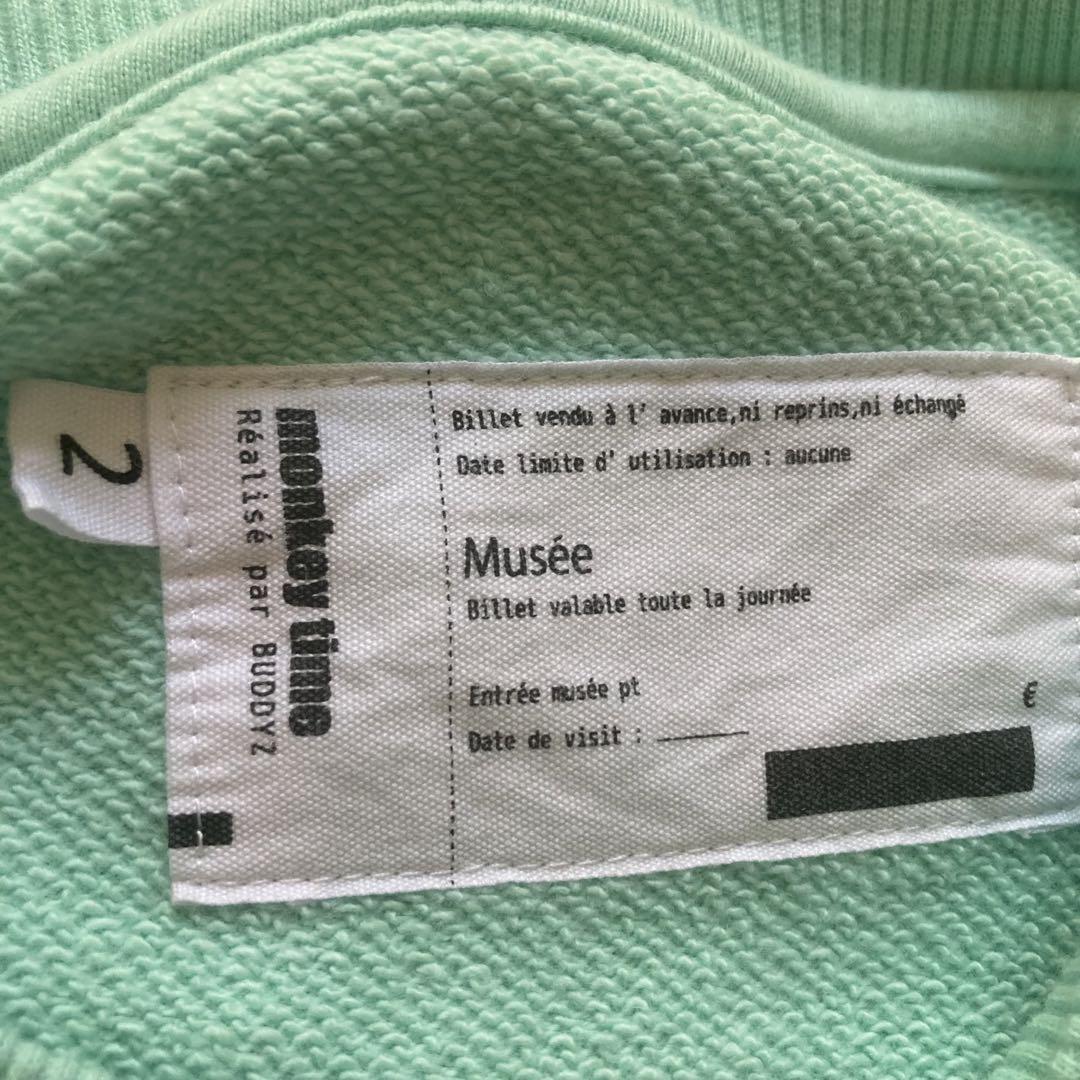 2
monkey time
Réalisé par BUDDYZ
Billet vendu à l' avance,ni reprins,ni échangé
Date limite d' utilisation : aucune
Musée
Billet valable toute la journée
Entrée musée pt
€
Date de visit :